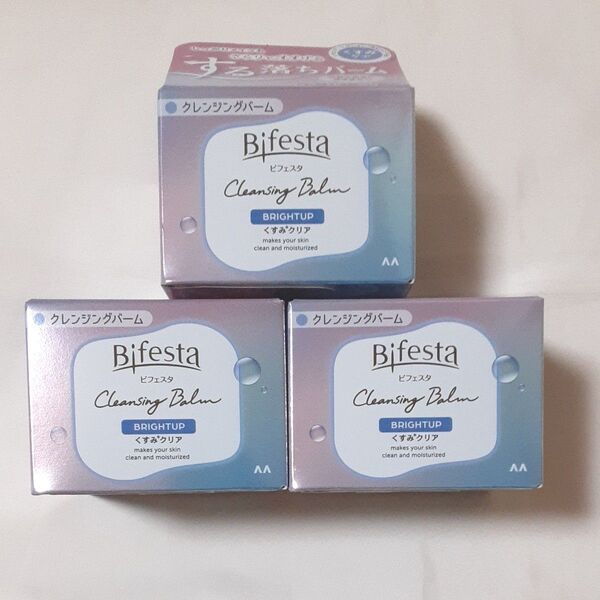 する落ちバーム
クレンジングバーム
Bifesta
ビフェスタ
Cleansing Balm
BRIGHTUP
くすみ*クリア
makes your skin
clean and moisturized
クレンジングバーム
Bifesta
ビフェスタ
Cleansing Balm
BRIGHTUP
くすみ*クリア
makes your skin
clean and moisturized
クレンジングバーム
Bifesta
ビフェスタ
Cleansing Balm
BRIGHTUP
くすみ*クリア
makes your skin
clean and moisturized